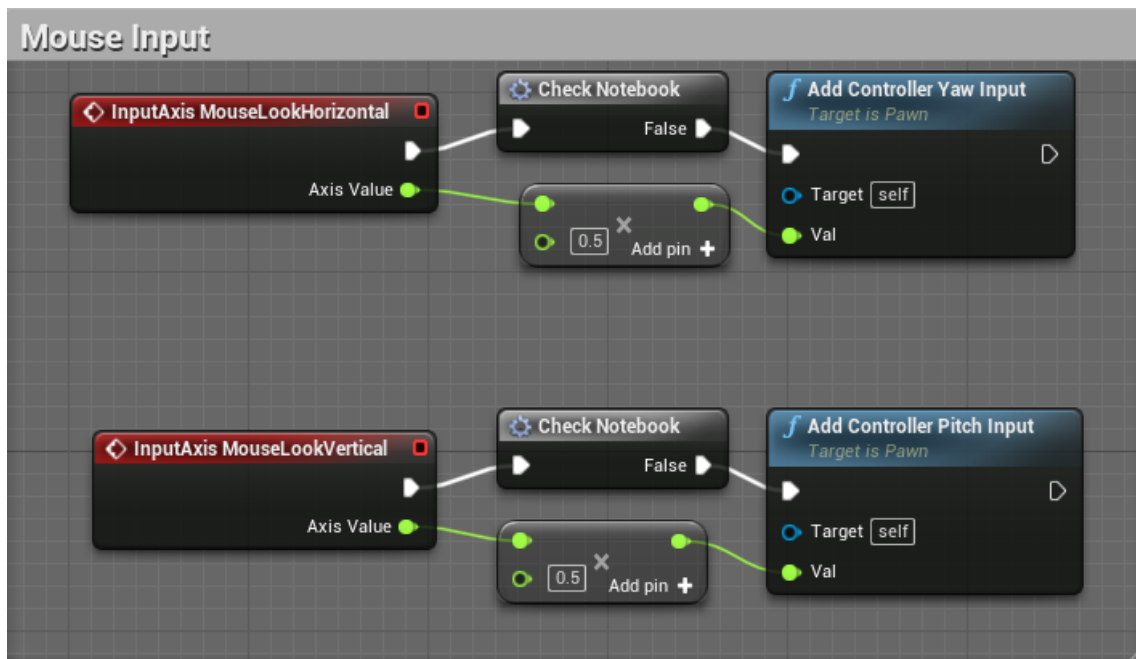 Mouse Input
InputAxis MouseLookHorizontal
Axis Value
Check Notebook
False
0.5
Add pin
Add Controller Yaw Input
Target is Pawn
Target self
Val
InputAxis MouseLookVertical
Axis Value
Check Notebook
False
0.5
Add pin
Add Controller Pitch Input
Target is Pawn
Target self
Val